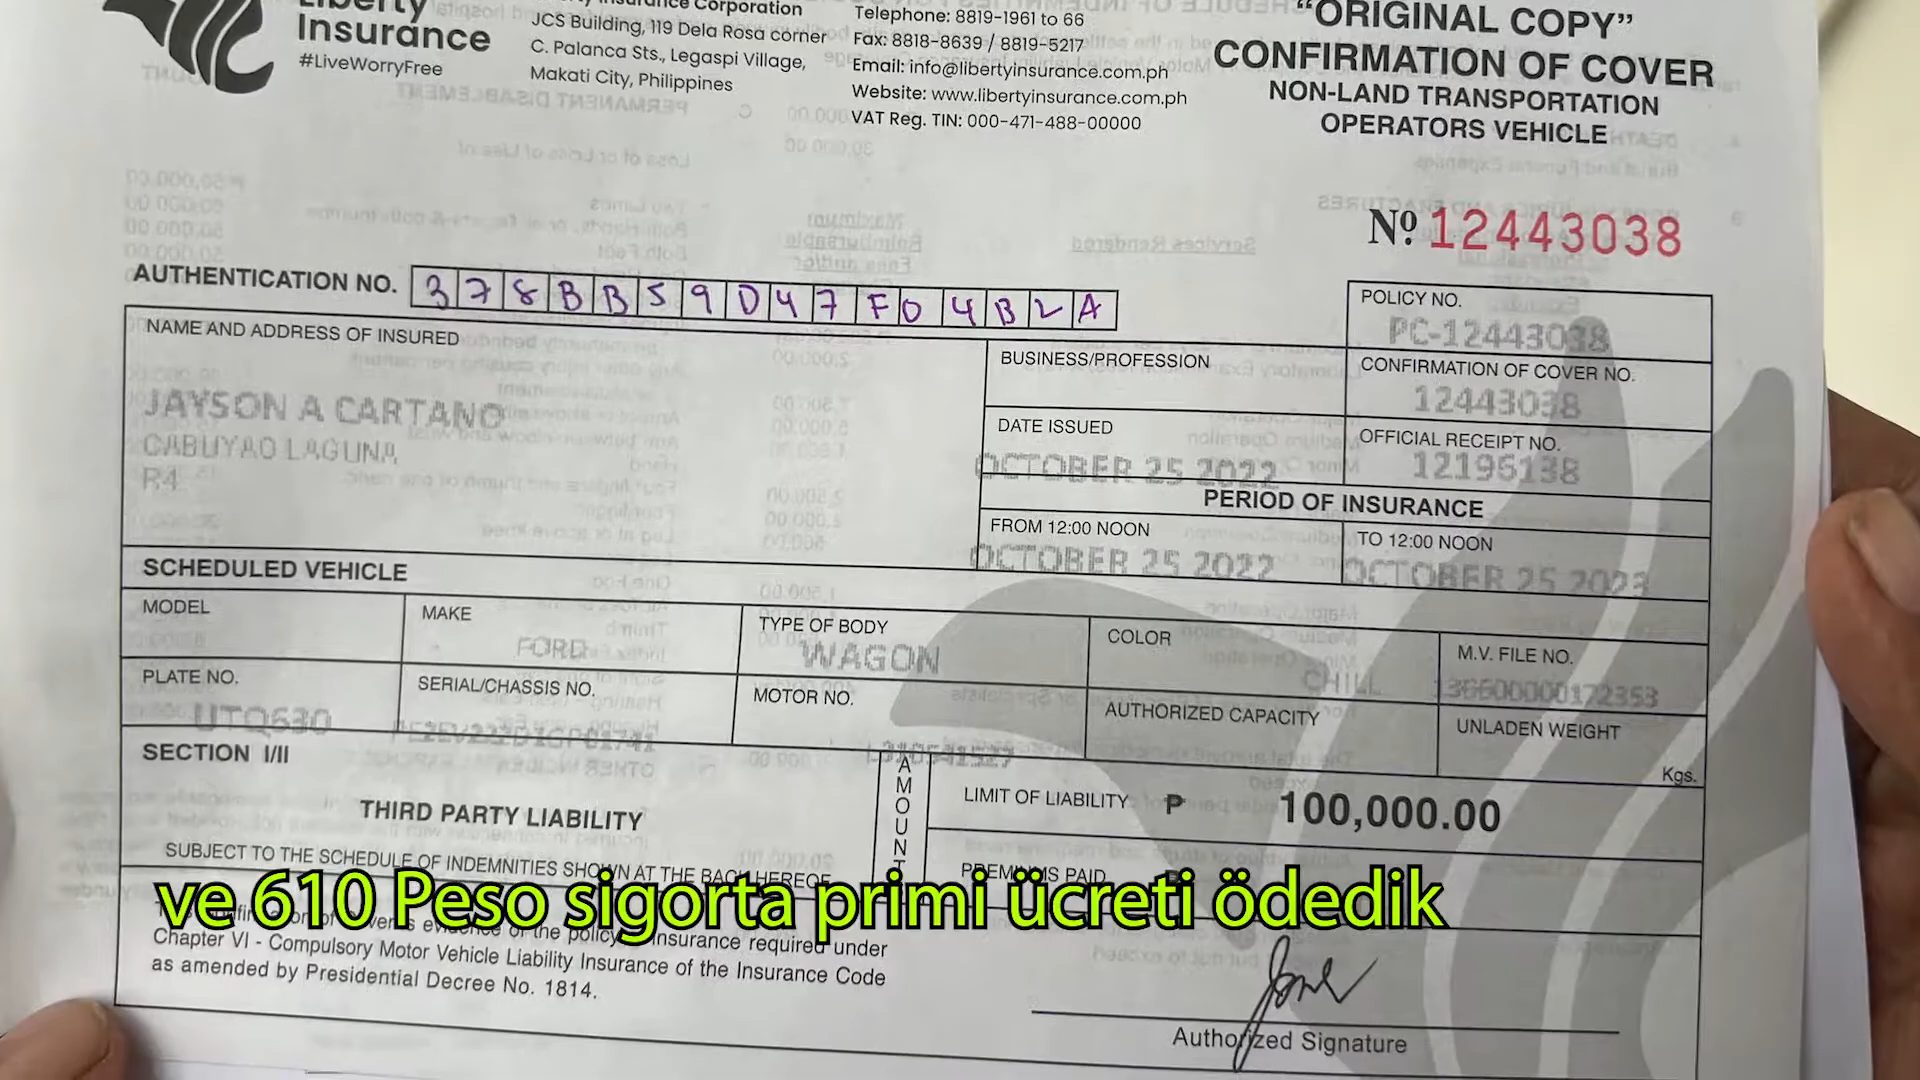 Liberty
Insurance
#LiveWorryFree
Insurance Corporation
JCS Building, 119 Dela Rosa corner
C. Palanca Sts., Legaspi Village,
Makati City, Philippines
Telephone: 8819-1961 to 66
Fax: 8818-8639 / 8819-5217
Email: info@libertyinsurance.com.ph
Website: www.libertyinsurance.com.ph
VAT Reg. TIN: 000-471-488-00000
“ORIGINAL COPY”
CONFIRMATION OF COVER
NON-LAND TRANSPORTATION
OPERATORS VEHICLE
Nº 12443038
AUTHENTICATION NO. 378BB59D47F04B2A
NAME AND ADDRESS OF INSURED
JAYSON A CARTANO
CABUYAO LAGUNA
R4
BUSINESS/PROFESSION
POLICY NO.
PC-12443038
CONFIRMATION OF COVER NO.
12443038
DATE ISSUED
OCTOBER 25 2022
OFFICIAL RECEIPT NO.
12196138
PERIOD OF INSURANCE
FROM 12:00 NOON
OCTOBER 25 2022
TO 12:00 NOON
OCTOBER 25 2023
SCHEDULED VEHICLE
MODEL
MAKE
FORD
TYPE OF BODY
WAGON
COLOR
CHILL
M.V. FILE NO.
136600000172353
PLATE NO.
UTQ630
SERIAL/CHASSIS NO.
MOTOR NO.
AUTHORIZED CAPACITY
UNLADEN WEIGHT
Kgs.
SECTION I/II
THIRD PARTY LIABILITY
SUBJECT TO THE SCHEDULE OF INDEMNITIES SHOWN AT THE BACK HEREOF
AMOUNT
LIMIT OF LIABILITY ₱ 100,000.00
PREMIUMS PAID
ve 610 Peso sigorta primi ücreti ödedik
of the policy insurance required under
Chapter VI - Compulsory Motor Vehicle Liability Insurance of the Insurance Code
as amended by Presidential Decree No. 1814.
Authorized Signature